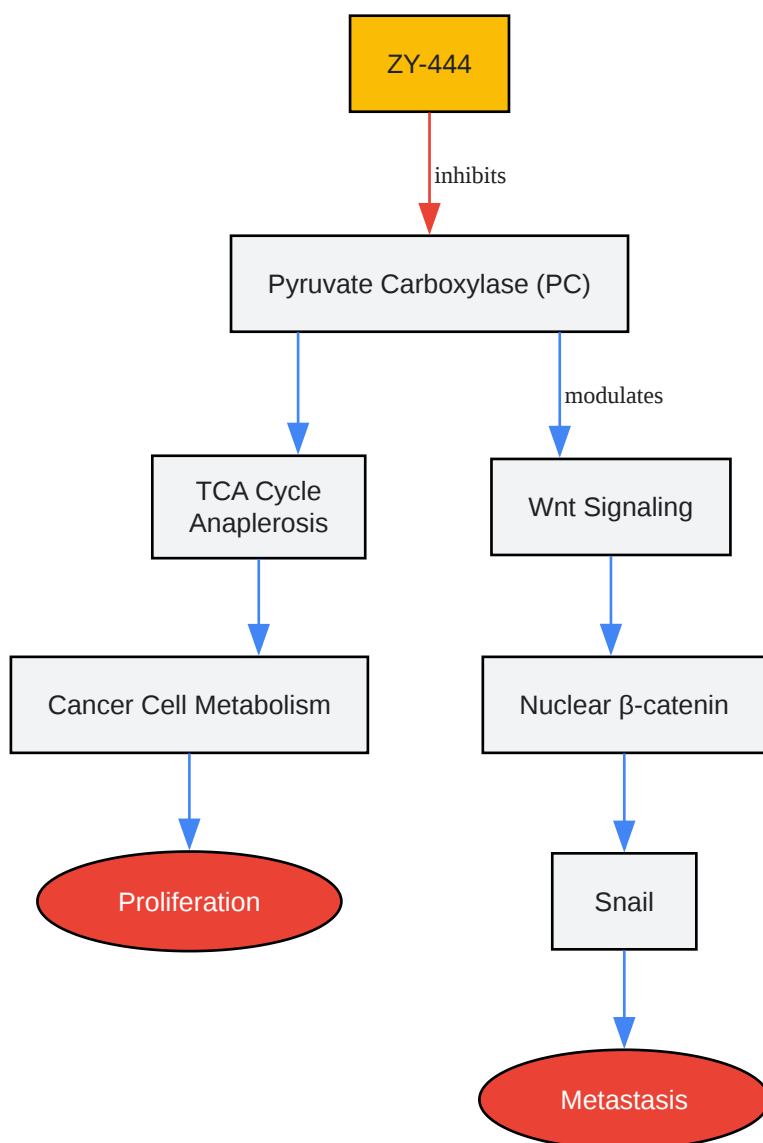 ZY-444
inhibits
Pyruvate Carboxylase (PC)
modulates
TCA Cycle
Anaplerosis
Wnt Signaling
Cancer Cell Metabolism
Nuclear β-catenin
Proliferation
Snail
Metastasis